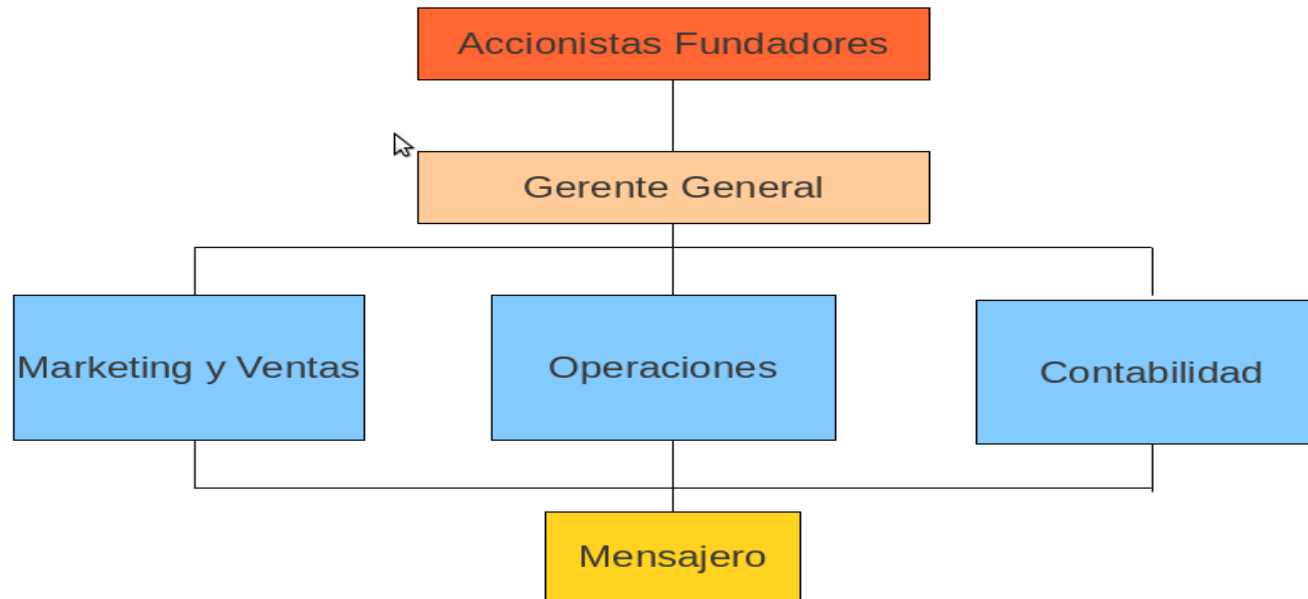 Accionistas Fundadores
Gerente General
Marketing y Ventas
Operaciones
Contabilidad
Mensajero